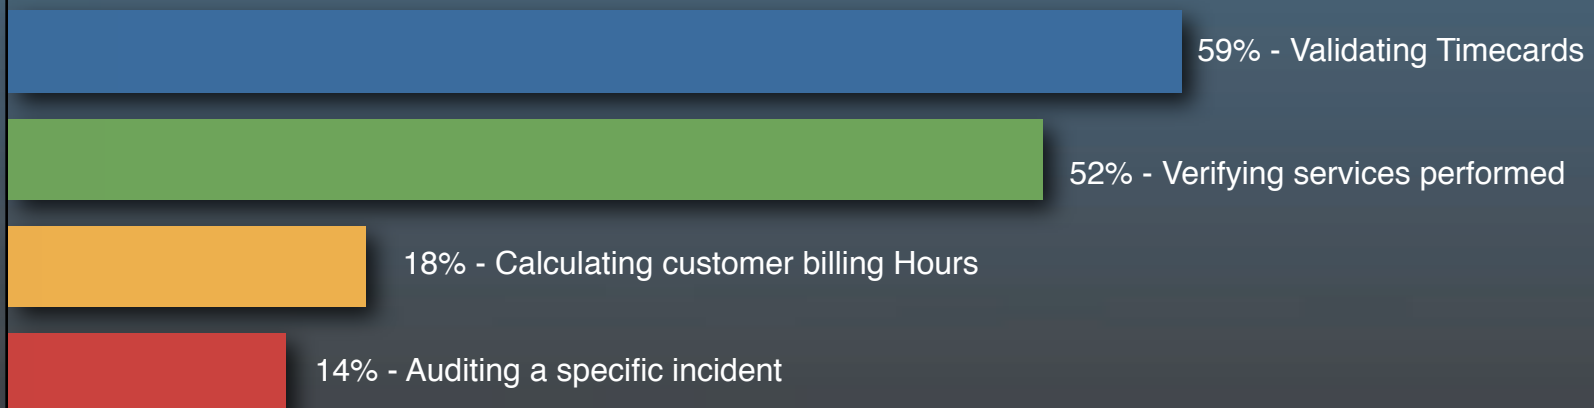 59% - Validating Timecards
52% - Verifying services performed
18% - Calculating customer billing Hours
14% - Auditing a specific incident